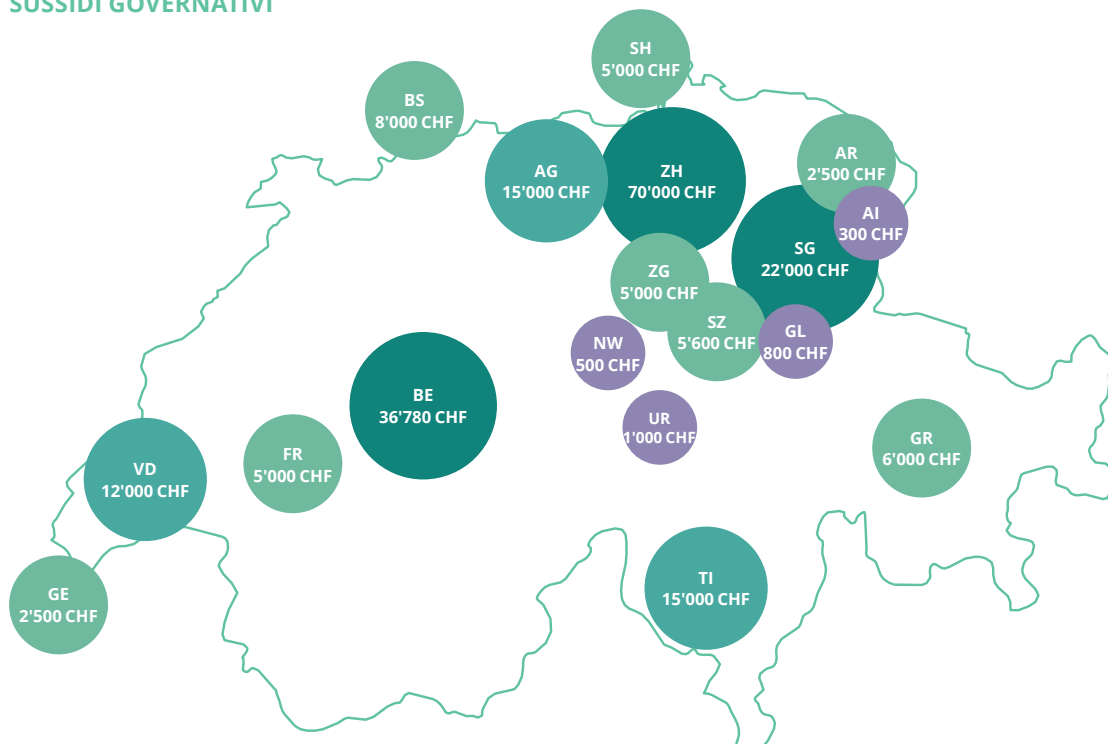 SUSSIDI GOVERNATIVI
SH
5'000 CHF
BS
8'000 CHF
AG
15'000 CHF
ZH
70'000 CHF
AR
2'500 CHF
AI
300 CHF
SG
22'000 CHF
ZG
5'000 CHF
SZ
5'600 CHF
GL
800 CHF
NW
500 CHF
BE
36'780 CHF
UR
1'000 CHF
GR
6'000 CHF
FR
5'000 CHF
VD
12'000 CHF
TI
15'000 CHF
GE
2'500 CHF